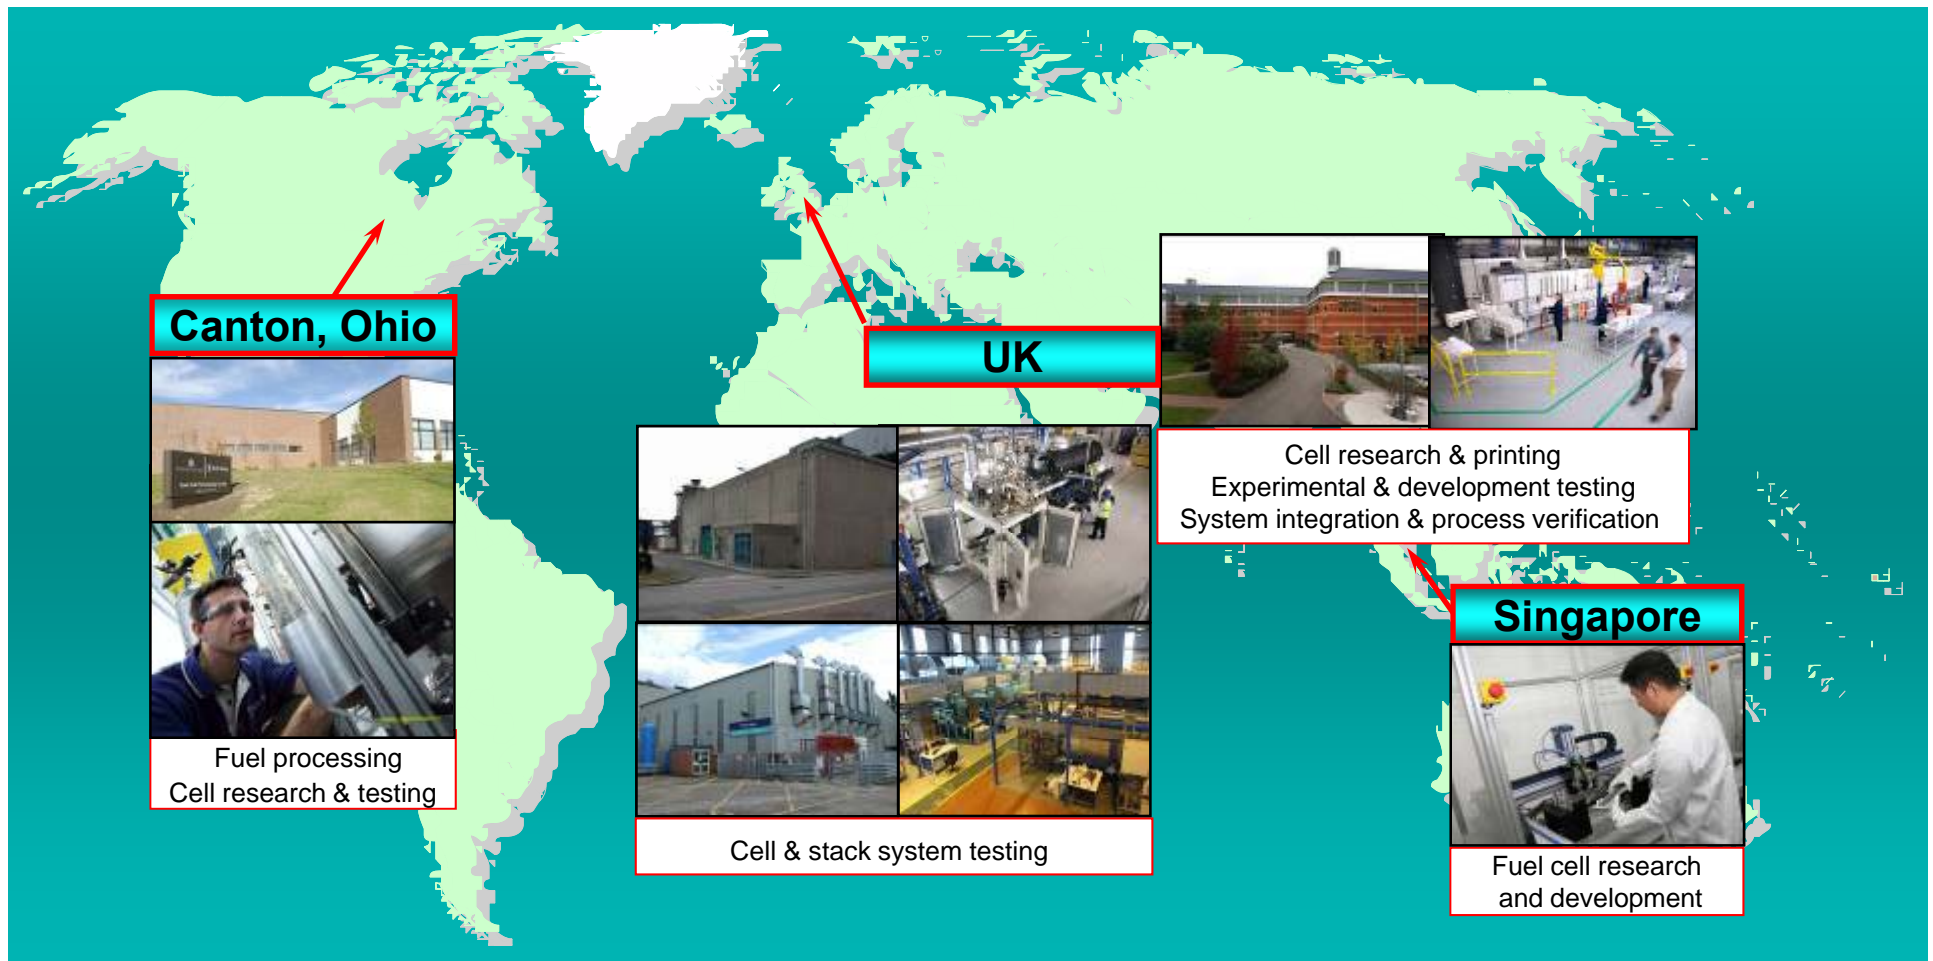 Canton, Ohio
Fuel processing
Cell research & testing
UK
Cell & stack system testing
Cell research & printing
Experimental & development testing
System integration & process verification
Singapore
Fuel cell research
and development